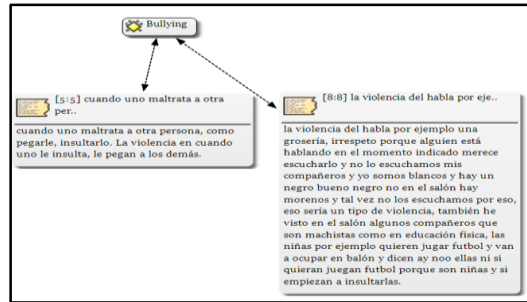 Bullying
[5:5] cuando uno maltrata a otra
per..
cuando uno maltrata a otra persona, como
pegarle, insultarlo. La violencia en cuando
uno le insulta, le pegan a los demás.
[8:8] la violencia del habla por eje..
la violencia del habla por ejemplo una
grosería, irrespeto porque alguien está
hablando en el momento indicado merece
escucharlo y no lo escuchamos mis
compañeros y yo somos blancos y hay un
negro bueno negro no en el salón hay
morenos y tal vez no los escuchamos por eso,
eso sería un tipo de violencia, también he
visto en el salón algunos compañeros que
son machistas como en educación física, las
niñas por ejemplo quieren jugar futbol y van
a ocupar en balón y dicen ay noo ellas ni si
quieran juegan futbol porque son niñas y si
empiezan a insultarlas.